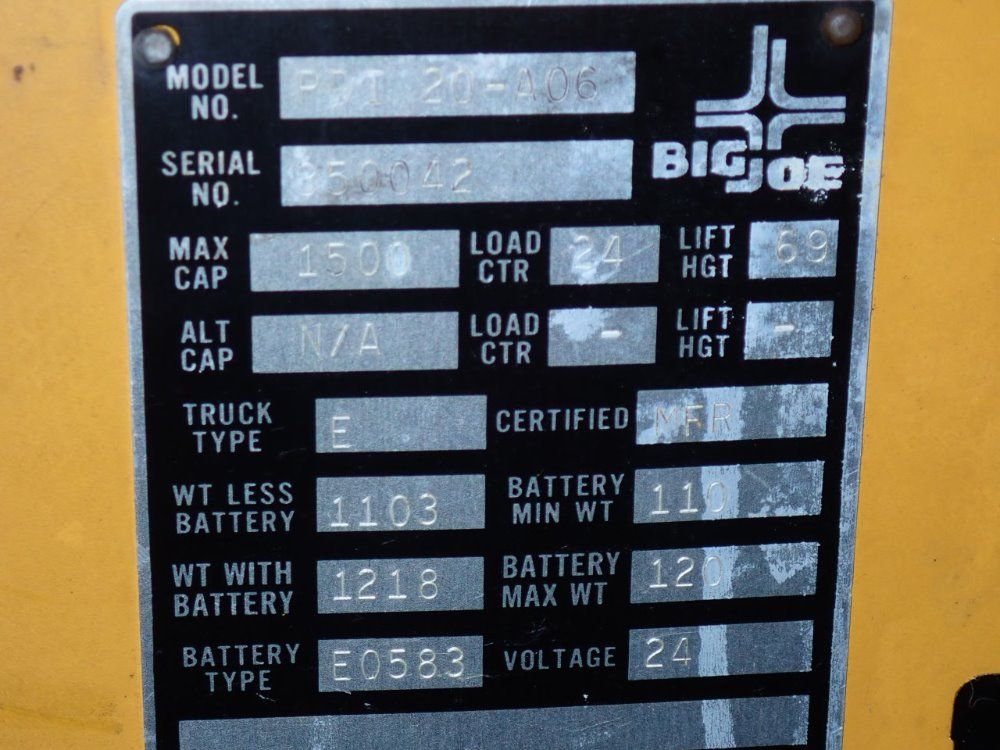 MODEL NO. PDI 20-A06
BIG JOE
SERIAL NO. 350042
MAX CAP 1500 LOAD CTR 24 LIFT HGT 69
ALT CAP N/A LOAD CTR - LIFT HGT -
TRUCK TYPE E CERTIFIED MFR
WT LESS BATTERY 1103 BATTERY MIN WT 110
WT WITH BATTERY 1218 BATTERY MAX WT 120
BATTERY TYPE E0583 VOLTAGE 24